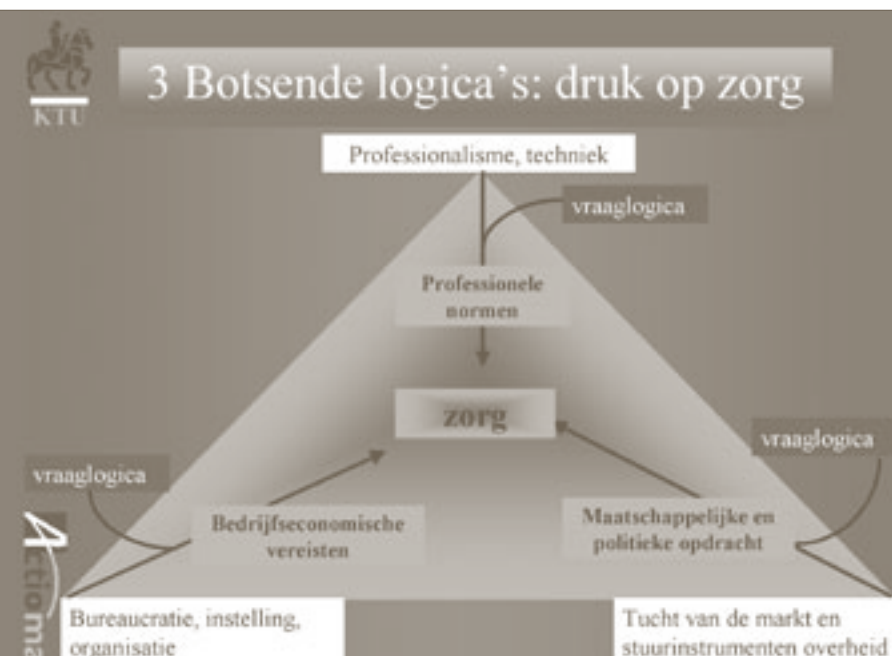 KTU
3 Botsende logica's: druk op zorg
Professionalisme, techniek
vraaglogica
Professionele
normen
zorg
vraaglogica
vraaglogica
Bedrijfseconomische
vereisten
Maatschappelijke en
politieke opdracht
Bureaucratie, instelling,
organisatie
Tucht van de markt en
stuurinstrumenten overheid
Actioma